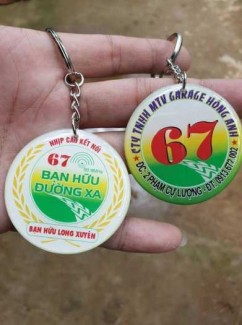 NHỊP CẦU KẾT NỐI
67
BẠN HỮU
ĐƯỜNG XA
BẠN HỮU LONG XUYÊN
CTY TNHH MTV GARAGE HỒNG ANH
67
ĐC: 2 PHẠM CỰ LƯỢNG - ĐT: 0913.672.002